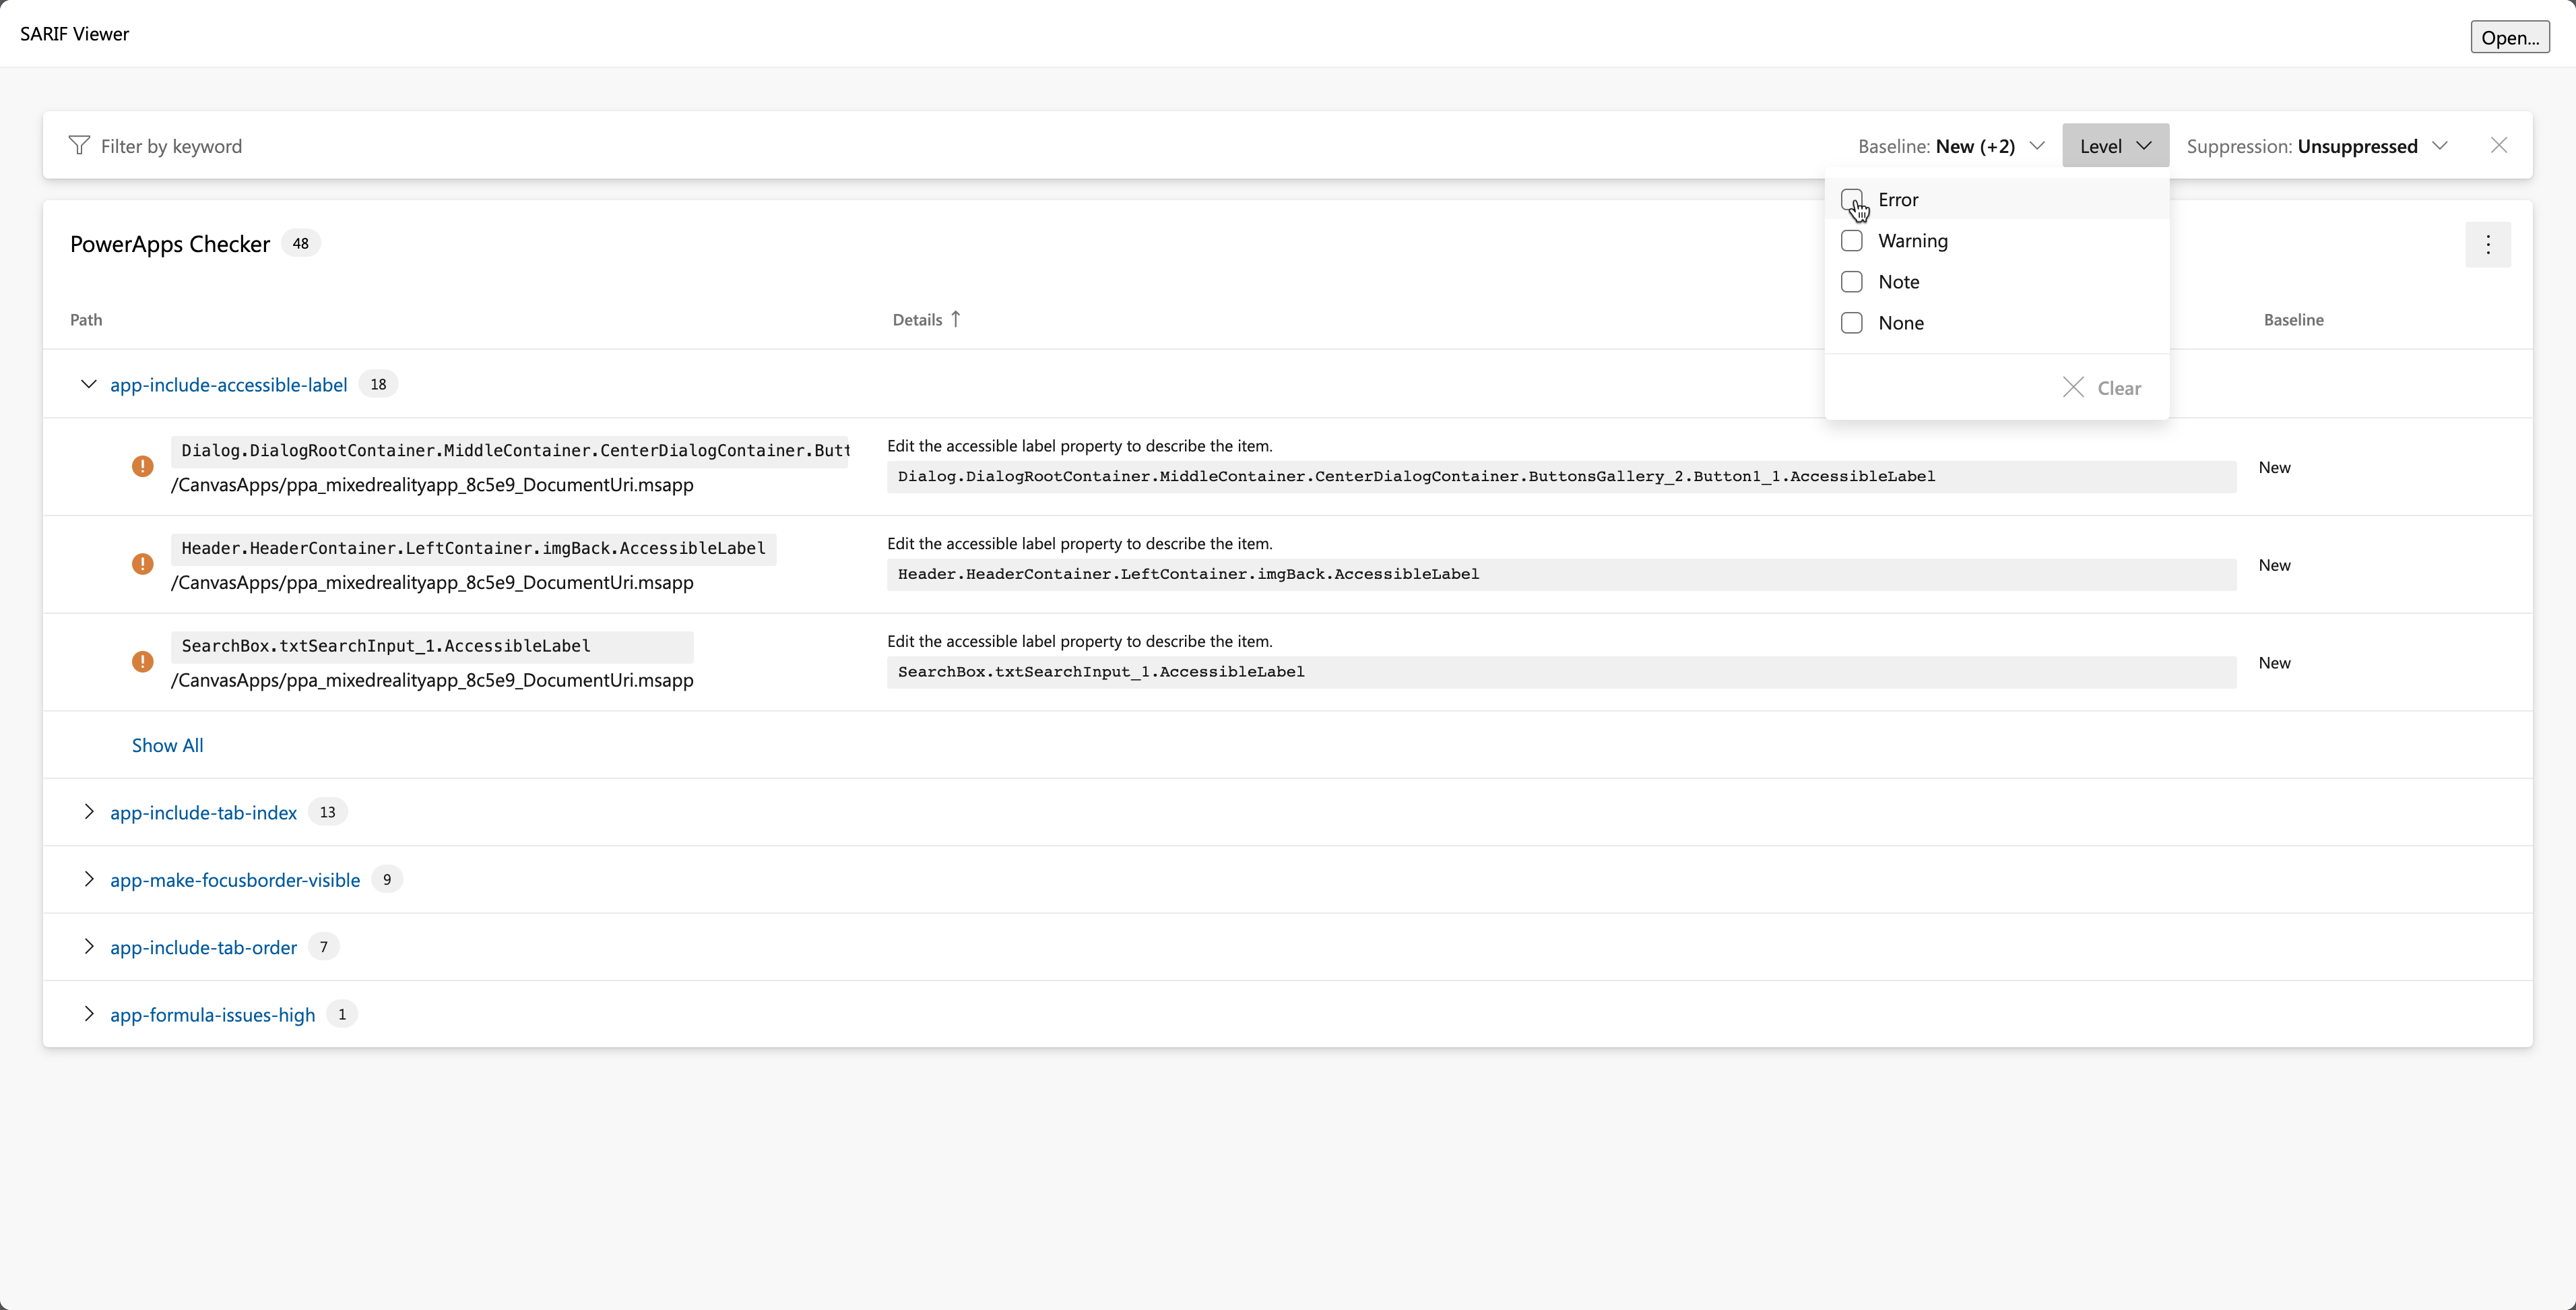 SARIF Viewer
Open...
Filter by keyword
Baseline: New (+2)
Level
Suppression: Unsuppressed
Error
Warning
Note
None
Clear
PowerApps Checker 48
Path
Details ↑
Baseline
app-include-accessible-label 18
Dialog.DialogRootContainer.MiddleContainer.CenterDialogContainer.Butt
/CanvasApps/ppa_mixedrealityapp_8c5e9_DocumentUri.msapp
Edit the accessible label property to describe the item.
Dialog.DialogRootContainer.MiddleContainer.CenterDialogContainer.ButtonsGallery_2.Button1_1.AccessibleLabel
New
Header.HeaderContainer.LeftContainer.imgBack.AccessibleLabel
/CanvasApps/ppa_mixedrealityapp_8c5e9_DocumentUri.msapp
Edit the accessible label property to describe the item.
Header.HeaderContainer.LeftContainer.imgBack.AccessibleLabel
New
SearchBox.txtSearchInput_1.AccessibleLabel
/CanvasApps/ppa_mixedrealityapp_8c5e9_DocumentUri.msapp
Edit the accessible label property to describe the item.
SearchBox.txtSearchInput_1.AccessibleLabel
New
Show All
app-include-tab-index 13
app-make-focusborder-visible 9
app-include-tab-order 7
app-formula-issues-high 1